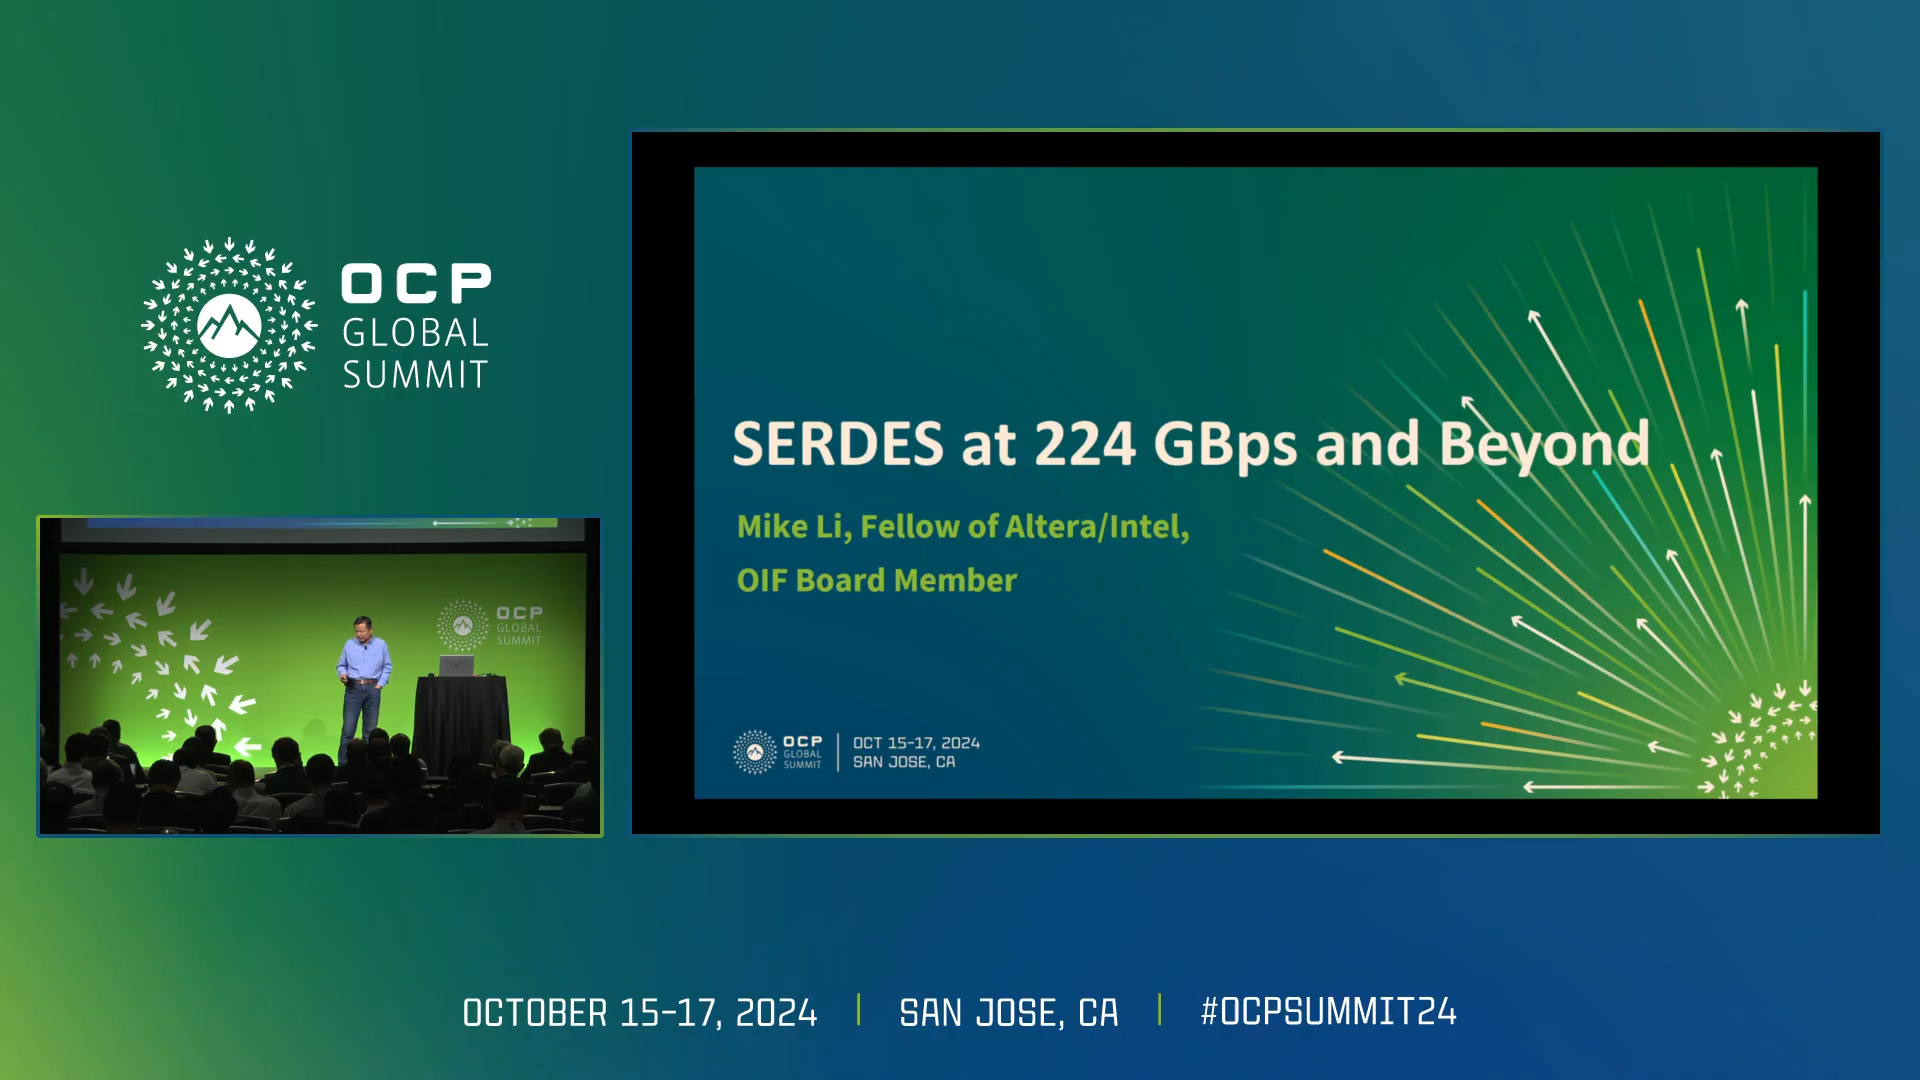 OCP
GLOBAL
SUMMIT
SERDES at 224 GBps and Beyond
Mike Li, Fellow of Altera/Intel,
OIF Board Member
OCP
GLOBAL
SUMMIT
OCT 15-17, 2024
SAN JOSE, CA
OCP
GLOBAL
SUMMIT
OCTOBER 15-17, 2024
SAN JOSE, CA
#OCPSUMMIT24